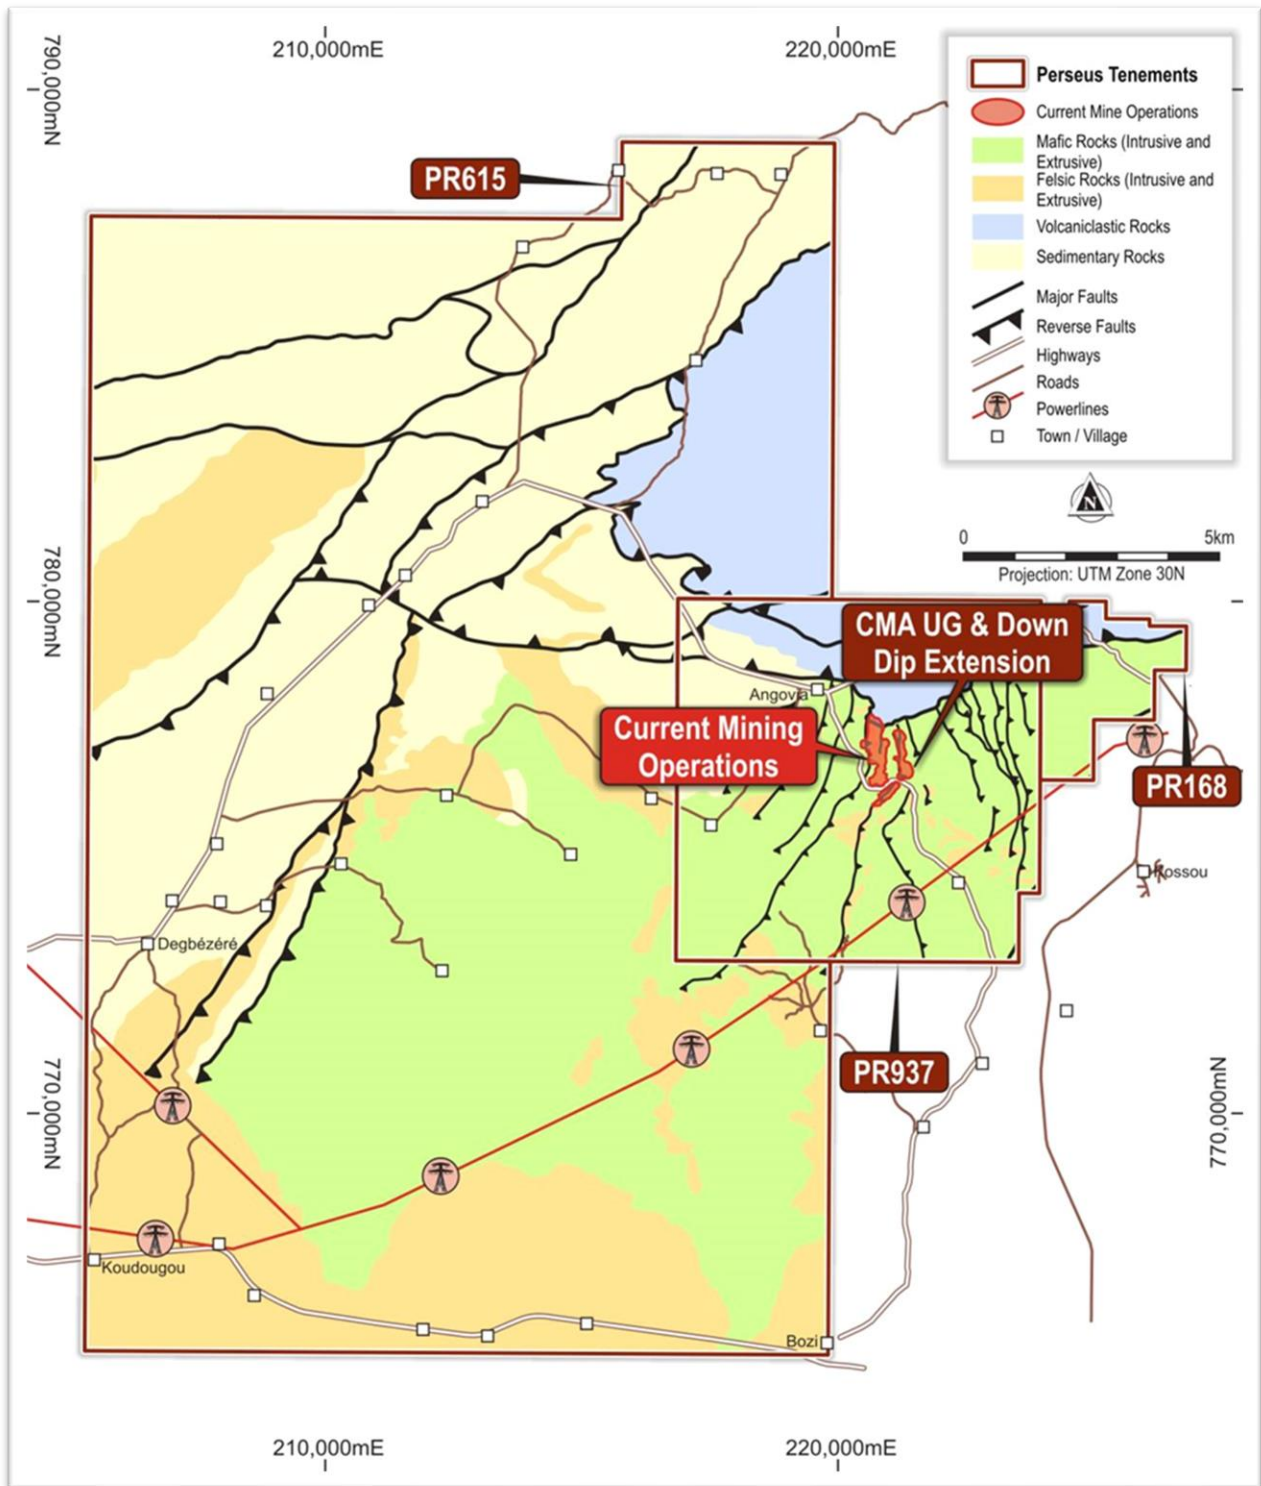 210,000mE
220,000mE
790,000mN
Perseus Tenements
Current Mine Operations
Mafic Rocks (Intrusive and
Extrusive)
Felsic Rocks (Intrusive and
Extrusive)
Volcaniclastic Rocks
Sedimentary Rocks
Major Faults
Reverse Faults
Highways
Roads
Powerlines
Town / Village
PR615
N
0
5km
Projection: UTM Zone 30N
780,000mN
CMA UG & Down
Dip Extension
Angovia
Current Mining
Operations
PR168
Kossou
Degbézéré
PR937
770,000mN
770,000mN
Koudougou
Bozi
210,000mE
220,000mE